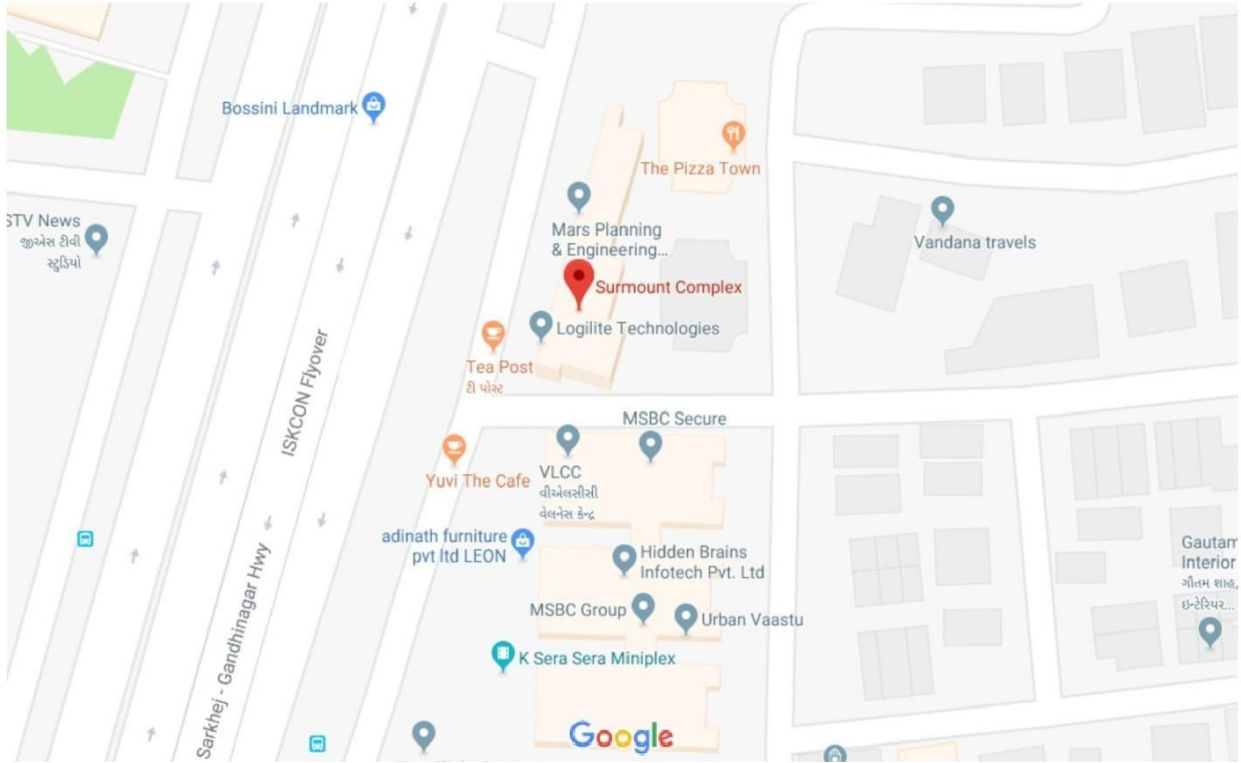 Bossini Landmark
The Pizza Town
STV News
જીએસ ટીવી
સ્ટુડિયો
Mars Planning
& Engineering...
Vandana travels
Surmount Complex
Logilite Technologies
Tea Post
ટી પોસ્ટ
ISKCON Flyover
MSBC Secure
Yuvi The Cafe
VLCC
વીએલસીસી
વેલનેસ કેન્દ્ર
adinath furniture
pvt ltd LEON
Hidden Brains
Infotech Pvt. Ltd
Gautam
Interior
ગૌતમ શાહ,
ઇન્ટેરિયર...
MSBC Group
Urban Vaastu
K Sera Sera Miniplex
Sarkhej - Gandhinagar Hwy
Google